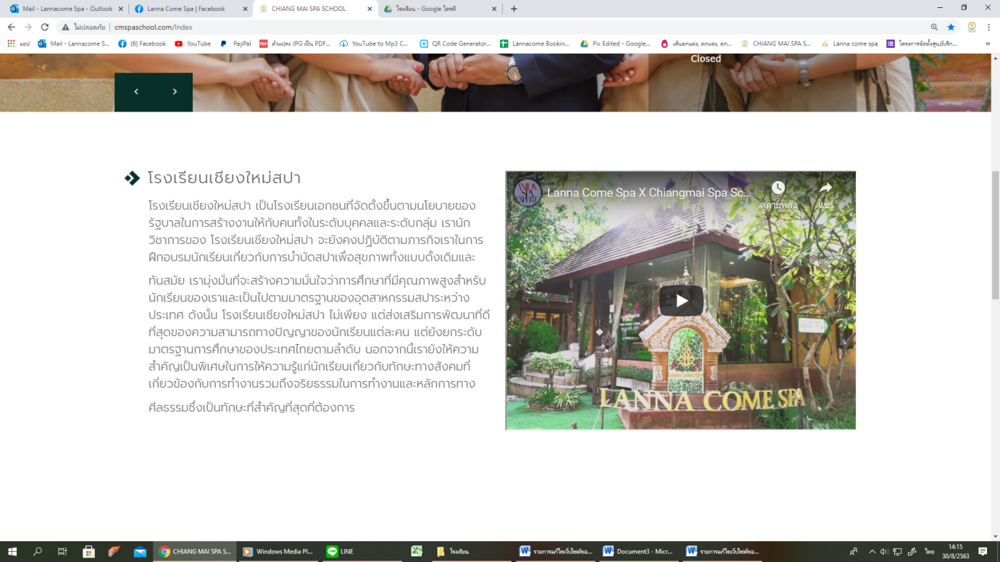 Mail - Lannacome Spa - Outlook
Lanna Come Spa | Facebook
CHIANG MAI SPA SCHOOL
โรงเรียน - Google ไดรฟ์
ไม่ปลอดภัย | cmspaschool.com/Index
แอป
Mail - Lannacome S...
(6) Facebook
YouTube
PayPal
ตัวแปลง JPG เป็น PDF...
YouTube to Mp3 C...
QR Code Generator...
Lannacome Bookin...
Pic Edited - Google...
เส้นตกแต่ง, ตกแต่ง, ตก...
CHIANG MAI SPA S...
Lanna come spa
โครงการจัดตั้งศูนย์บริก...
Closed
โรงเรียนเชียงใหม่สปา
โรงเรียนเชียงใหม่สปา เป็นโรงเรียนเอกชนที่จัดตั้งขึ้นตามนโยบายของ
รัฐบาลในการสร้างงานให้กับคนทั้งในระดับบุคคลและระดับกลุ่ม เรานัก
วิชาการของ โรงเรียนเชียงใหม่สปา จะยังคงปฏิบัติตามภารกิจเราในการ
ฝึกอบรมนักเรียนเกี่ยวกับการบำบัดสปาเพื่อสุขภาพทั้งแบบดั้งเดิมและ
ทันสมัย เรามุ่งมั่นที่จะสร้างความมั่นใจว่าการศึกษาที่มีคุณภาพสูงสำหรับ
นักเรียนของเราและเป็นไปตามมาตรฐานของอุตสาหกรรมสปาระหว่าง
ประเทศ ดังนั้น โรงเรียนเชียงใหม่สปา ไม่เพียง แต่ส่งเสริมการพัฒนาที่ดี
ที่สุดของความสามารถทางปัญญาของนักเรียนแต่ละคน แต่ยังยกระดับ
มาตรฐานการศึกษาของประเทศไทยตามลำดับ นอกจากนี้เรายังให้ความ
สำคัญเป็นพิเศษในการให้ความรู้แก่นักเรียนเกี่ยวกับทักษะทางสังคมที่
เกี่ยวข้องกับการทำงานรวมถึงจริยธรรมในการทำงานและหลักการทาง
ศีลธรรมซึ่งเป็นทักษะที่สำคัญที่สุดที่ต้องการ
Lanna Come Spa X Chiangmai Spa Sc...
ดูภายหลัง
แชร์
LANNA COME SPA
CHIANG MAI SPA S...
Windows Media Pl...
LINE
โรงเรียน
รายการแก้ไขเว็บไซต์ขอ...
Document3 - Micr...
รายการแก้ไขเว็บไซต์ขอ...
ไทย
14:15
30/8/2563